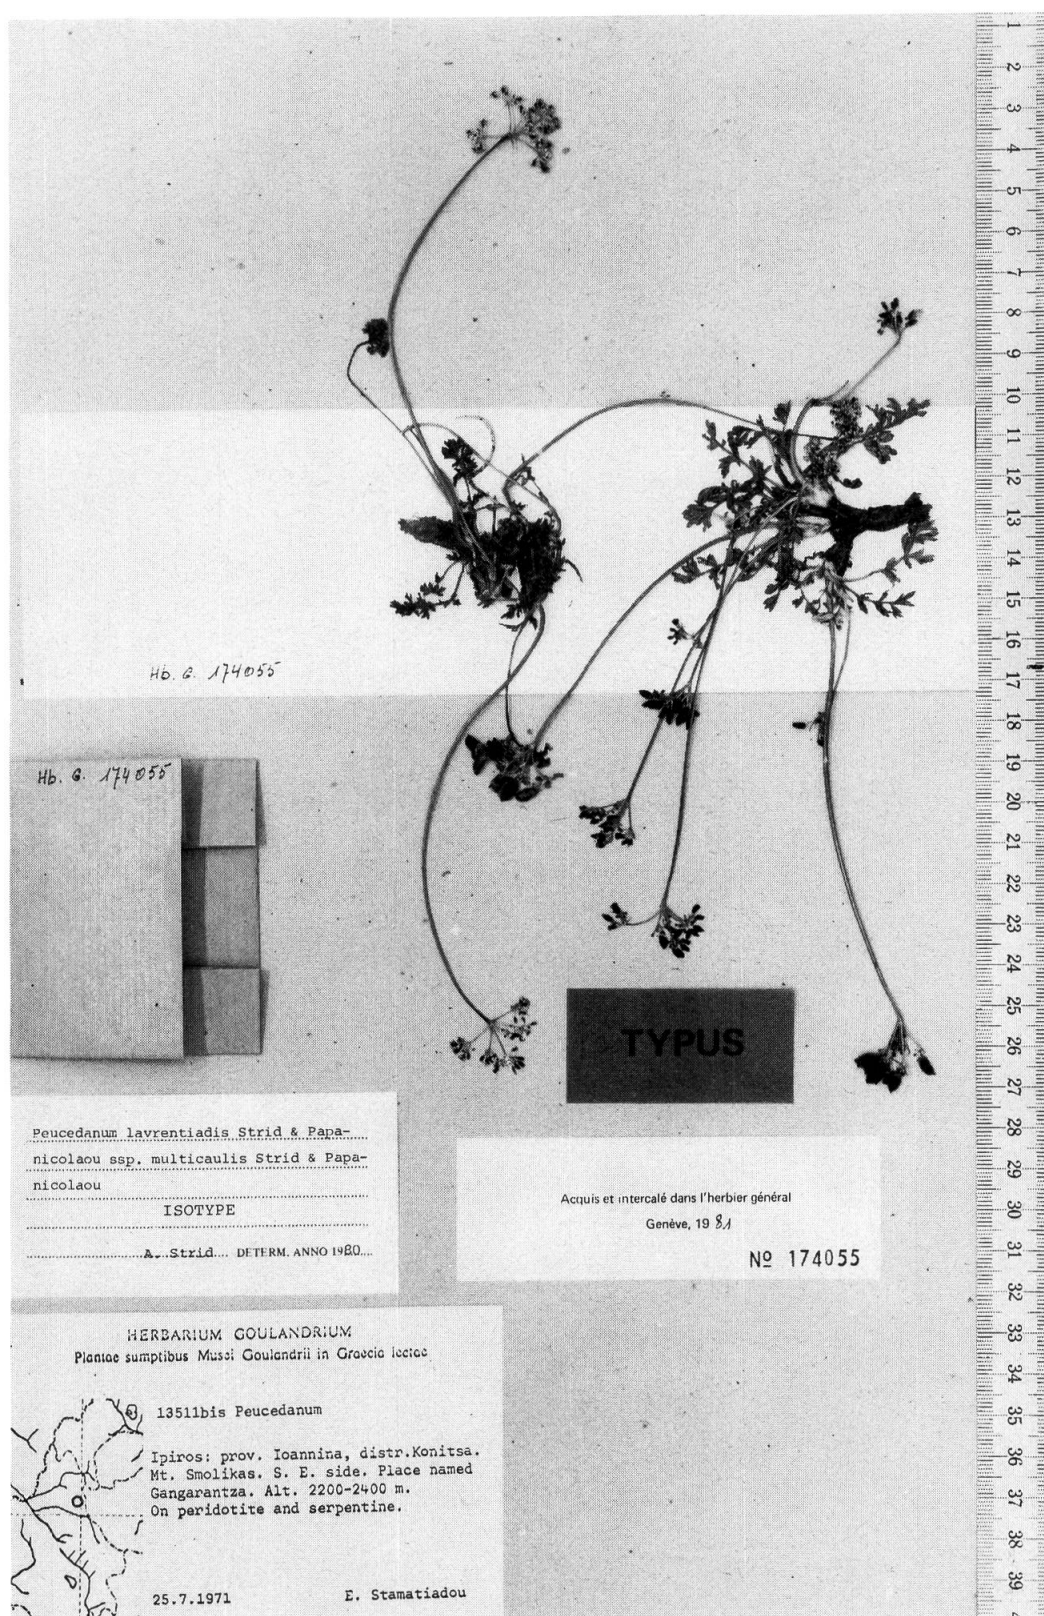 1
2
3
4
5
6
7
8
9
10
11
12
13
14
15
16
17
18
19
20
21
22
23
24
25
26
27
28
29
30
31
32
33
34
35
36
37
38
39
Hb. G. 174055
Hb. G. 174055
TYPUS
Peucedanum lavrentiadis Strid & Papa-
nicolaou ssp. multicaulis Strid & Papa-
nicolaou
ISOTYPE
A. Strid DETERM. ANNO 1980
Acquis et intercalé dans l'herbier général
Genève, 1981
Nº 174055
HERBARIUM GOULANDRIUM
Plantae sumptibus Musei Goulandrii in Graecia lectae
13511bis Peucedanum
Ipiros: prov. Ioannina, distr.Konitsa.
Mt. Smolikas. S. E. side. Place named
Gangarantza. Alt. 2200-2400 m.
On peridotite and serpentine.
25.7.1971 E. Stamatiadou